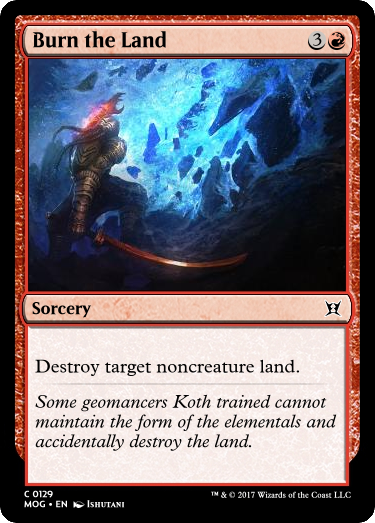 Burn the Land 3
Sorcery
Destroy target noncreature land.
Some geomancers Koth trained cannot
maintain the form of the elementals and
accidentally destroy the land.
C 0129
MOG • EN Ishutani
™ & © 2017 Wizards of the Coast LLC